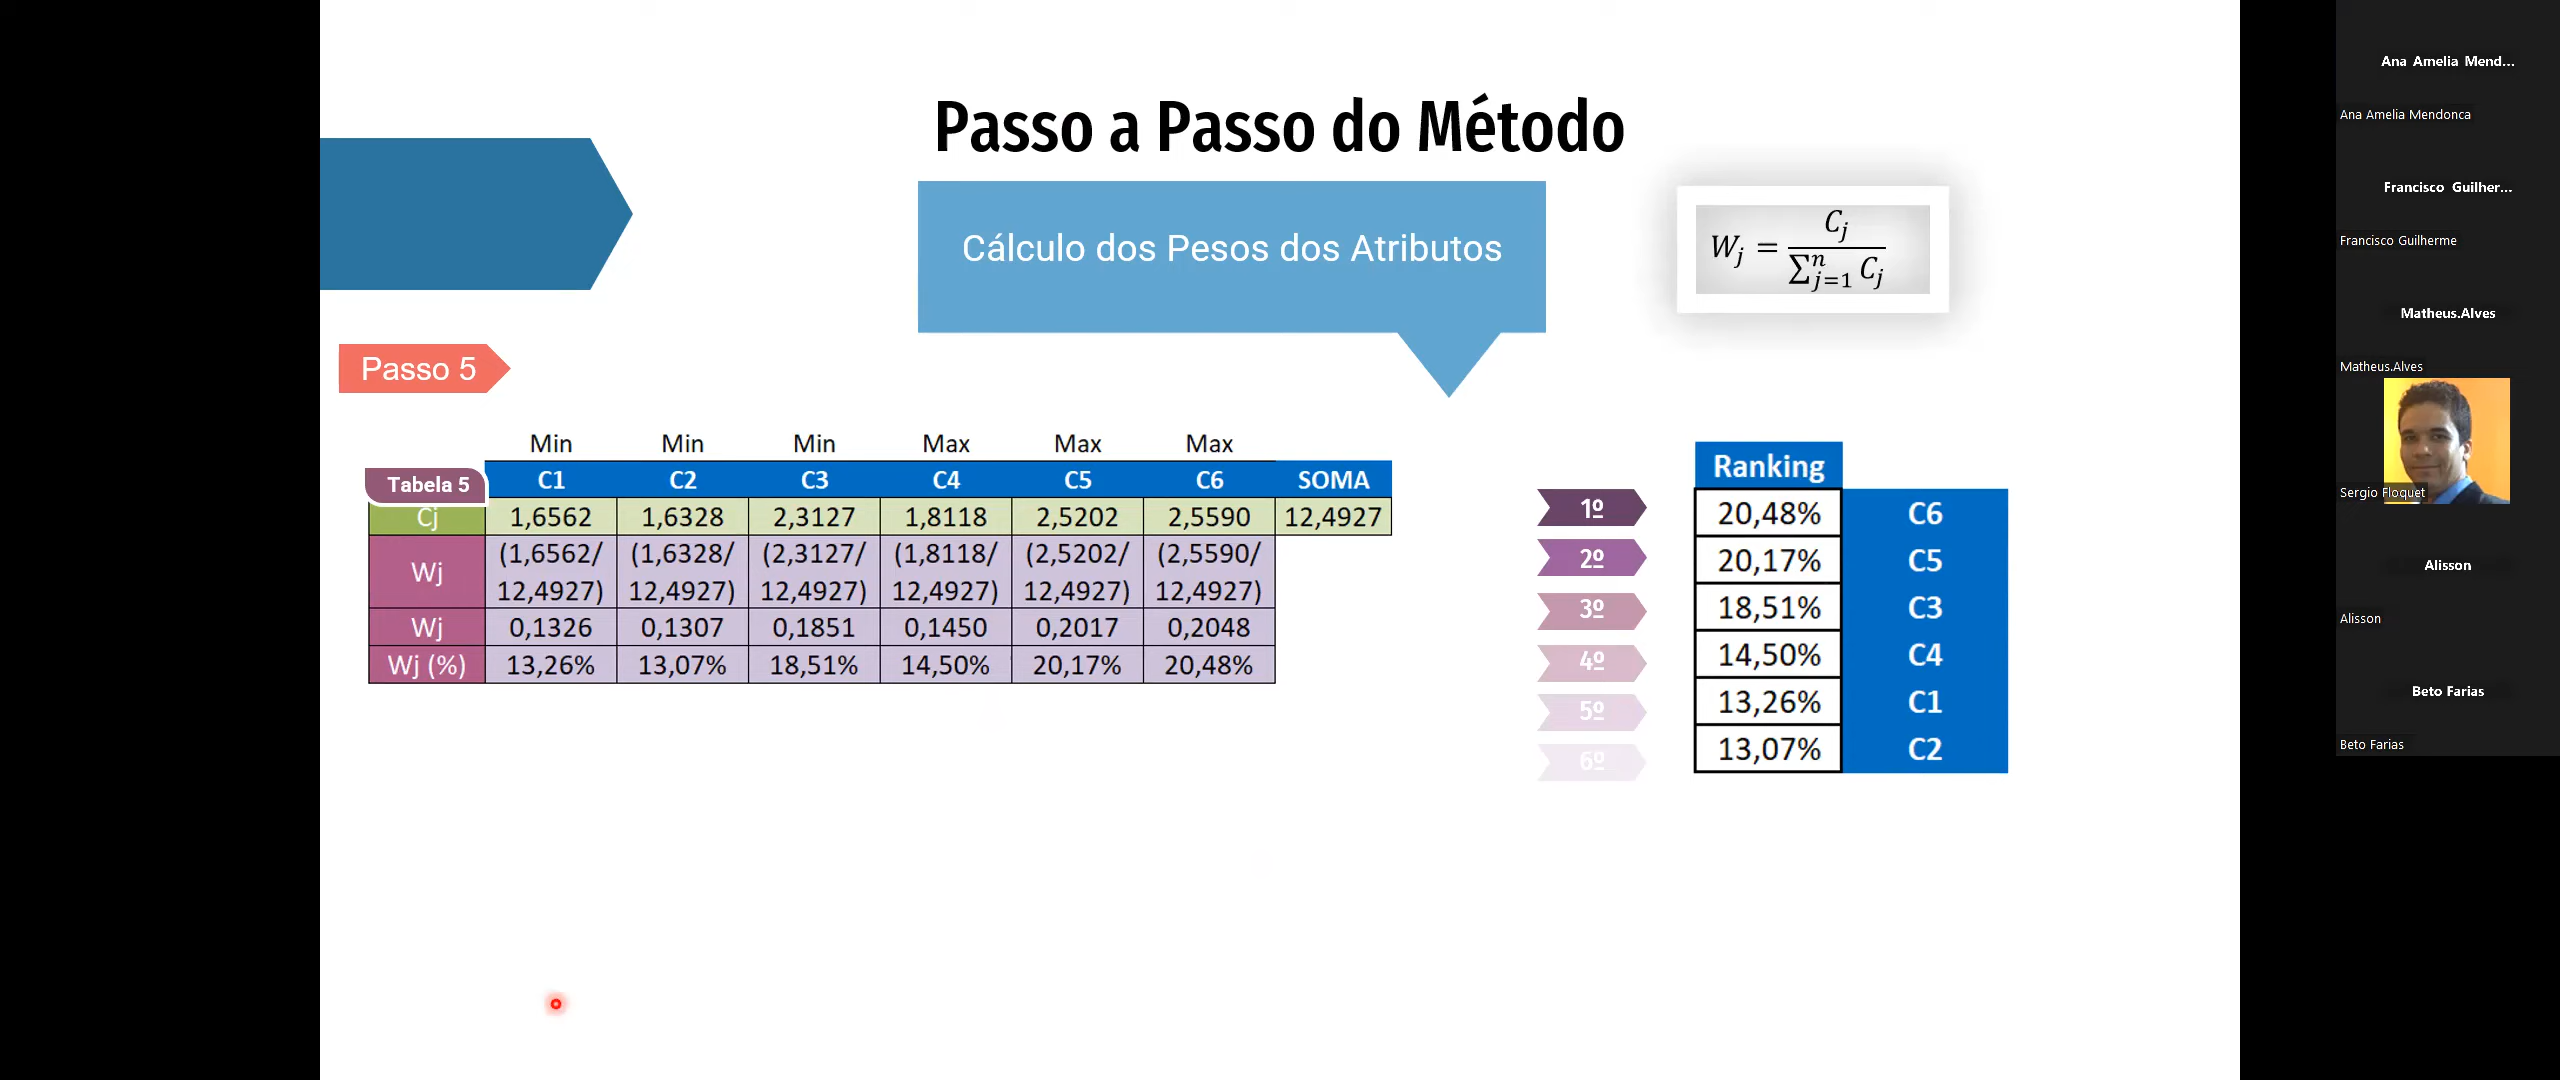 Passo a Passo do Método
Cálculo dos Pesos dos Atributos
W_j = C_j / ∑_{j=1}^{n} C_j
Passo 5
Min Min Min Max Max Max
Tabela 5 C1 C2 C3 C4 C5 C6 SOMA
Cj 1,6562 1,6328 2,3127 1,8118 2,5202 2,5590 12,4927
Wj (1,6562/ (1,6328/ (2,3127/ (1,8118/ (2,5202/ (2,5590/
12,4927) 12,4927) 12,4927) 12,4927) 12,4927) 12,4927)
Wj 0,1326 0,1307 0,1851 0,1450 0,2017 0,2048
Wj (%) 13,26% 13,07% 18,51% 14,50% 20,17% 20,48%
Ranking
1º 20,48% C6
2º 20,17% C5
3º 18,51% C3
4º 14,50% C4
5º 13,26% C1
6º 13,07% C2
Ana Amelia Mend...
Ana Amelia Mendonca
Francisco Guilher...
Francisco Guilherme
Matheus.Alves
Matheus.Alves
Sergio Floquet
Alisson
Alisson
Beto Farias
Beto Farias